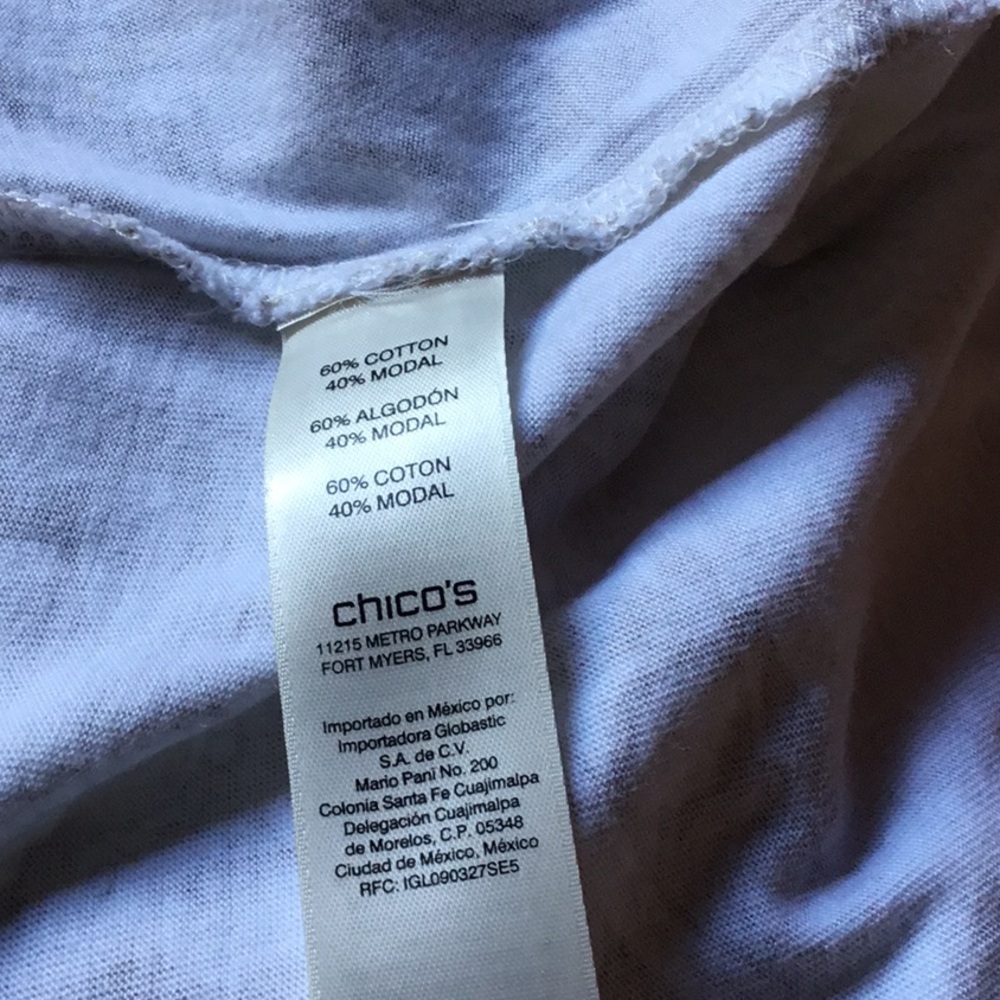 60% COTTON
40% MODAL
60% ALGODÓN
40% MODAL
60% COTON
40% MODAL
chico's
11215 METRO PARKWAY
FORT MYERS, FL 33966
Importado en México por:
Importadora Globastic
S.A. de C.V.
Mario Pani No. 200
Colonia Santa Fe Cuajimalpa
Delegación Cuajimalpa
de Morelos, C.P. 05348
Ciudad de México, México
RFC: IGL090327SE5